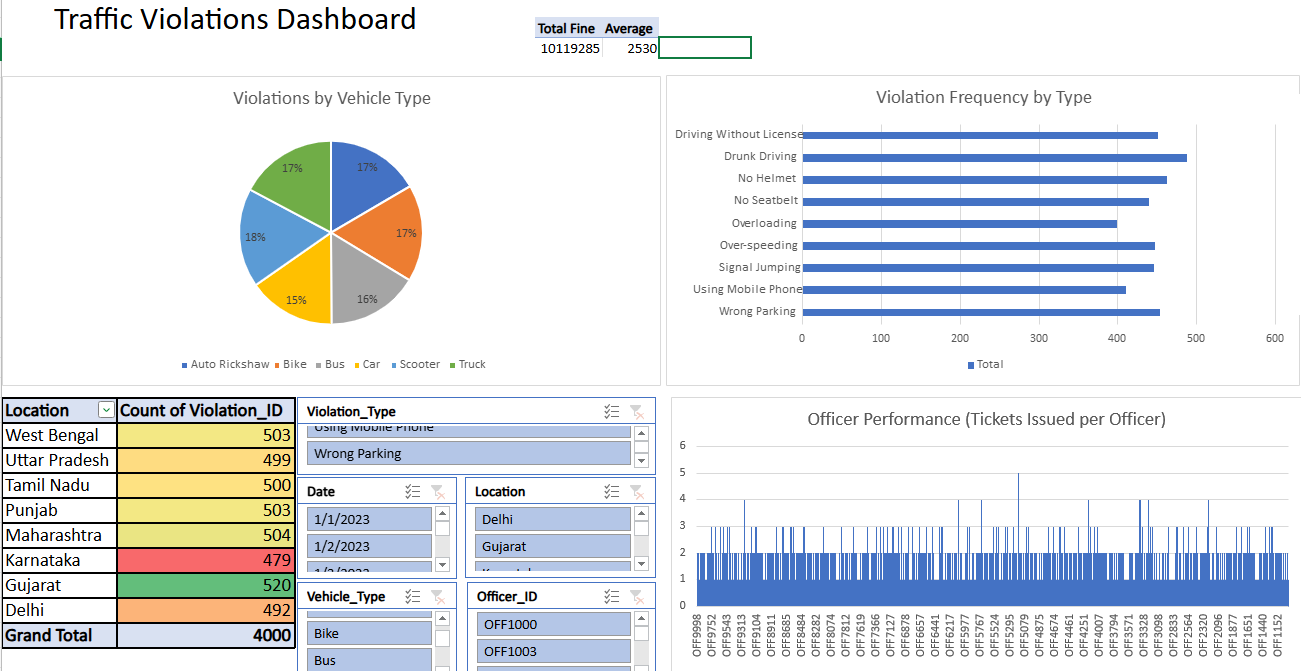 Traffic Violations Dashboard
Total Fine Average
10119285 2530
Violations by Vehicle Type
17%
17%
16%
15%
18%
17%
Auto Rickshaw Bike Bus Car Scooter Truck
Violation Frequency by Type
Driving Without License
Drunk Driving
No Helmet
No Seatbelt
Overloading
Over-speeding
Signal Jumping
Using Mobile Phone
Wrong Parking
0 100 200 300 400 500 600
Total
Location Count of Violation_ID
West Bengal 503
Uttar Pradesh 499
Tamil Nadu 500
Punjab 503
Maharashtra 504
Karnataka 479
Gujarat 520
Delhi 492
Grand Total 4000
Violation_Type
Using Mobile Phone
Wrong Parking
Date
1/1/2023
1/2/2023
Location
Delhi
Gujarat
Vehicle_Type
Bike
Bus
Officer_ID
OFF1000
OFF1003
Officer Performance (Tickets Issued per Officer)
6
5
4
3
2
1
0
OFF9998
OFF9752
OFF9543
OFF9313
OFF9104
OFF8911
OFF8685
OFF8484
OFF8282
OFF8074
OFF7812
OFF7619
OFF7366
OFF7127
OFF6878
OFF6657
OFF6441
OFF6217
OFF5977
OFF5767
OFF5524
OFF5295
OFF5079
OFF4875
OFF4674
OFF4461
OFF4251
OFF4007
OFF3794
OFF3571
OFF3328
OFF3098
OFF2833
OFF2564
OFF2320
OFF2096
OFF1877
OFF1651
OFF1440
OFF1152